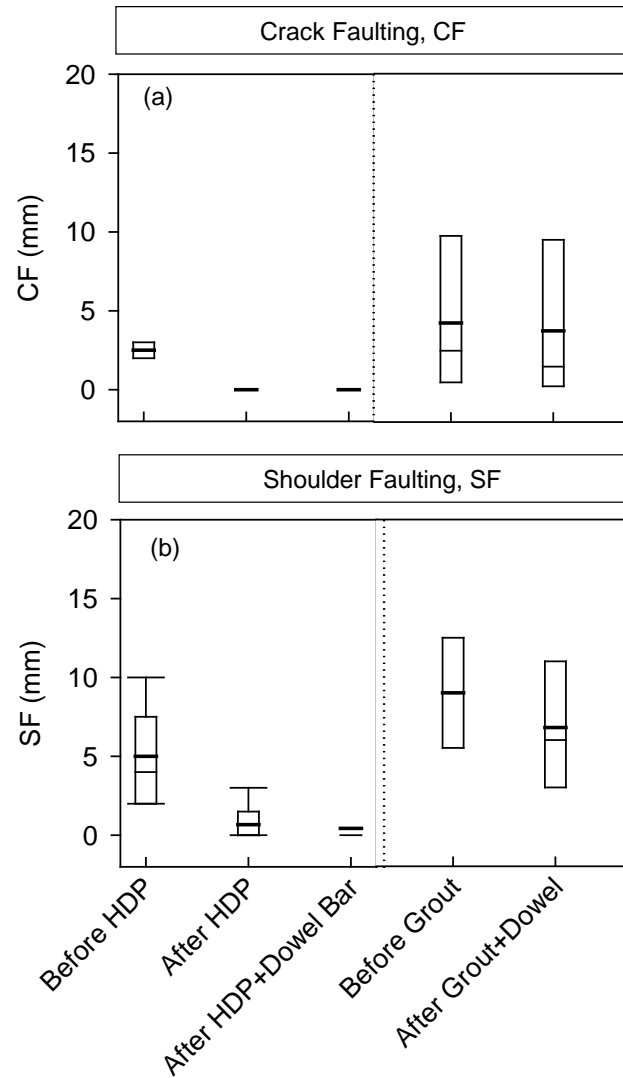 Crack Faulting, CF
(a)
20
15
10
5
0
CF (mm)
Shoulder Faulting, SF
(b)
20
15
10
5
0
SF (mm)
Before HDP
After HDP
After HDP+Dowel Bar
Before Grout
After Grout+Dowel